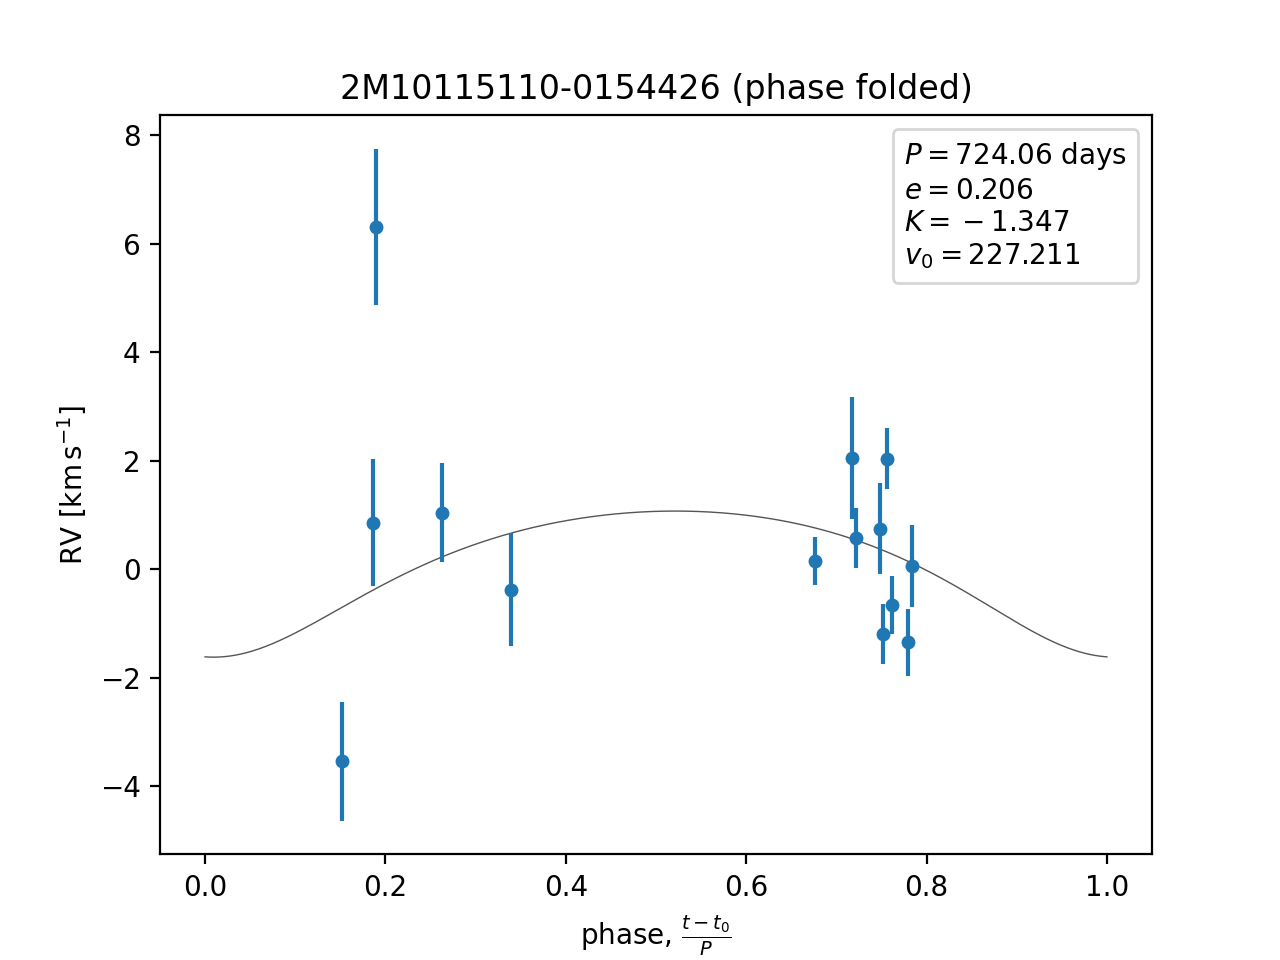 2M10115110-0154426 (phase folded)
P = 724.06 days
e = 0.206
K = −1.347
v₀ = 227.211
RV [km s⁻¹]
8
6
4
2
0
−2
−4
0.0 0.2 0.4 0.6 0.8 1.0
phase, (t − t₀)/P